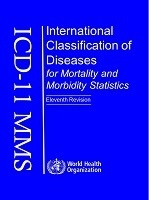 ICD-11 MMS
International
Classification of
Diseases
for Mortality and
Morbidity Statistics
Eleventh Revision
World Health
Organization